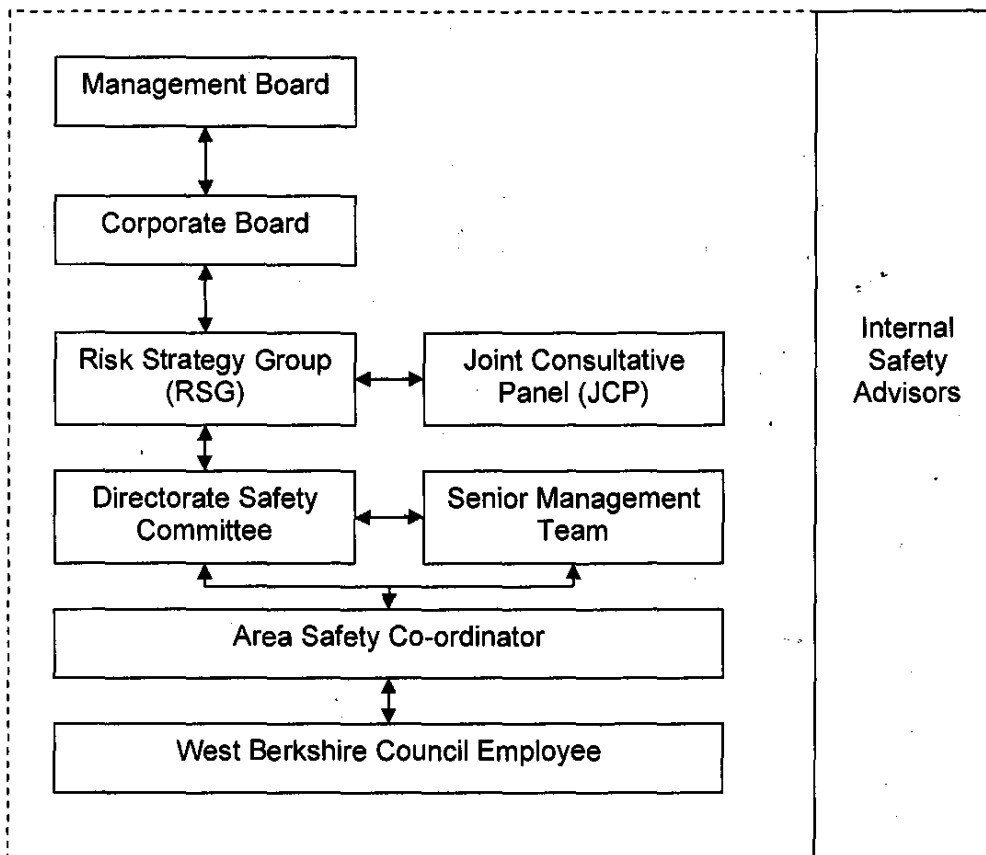 Management Board
Corporate Board
Risk Strategy Group
(RSG)
Joint Consultative
Panel (JCP)
Internal
Safety
Advisors
Directorate Safety
Committee
Senior Management
Team
Area Safety Co-ordinator
West Berkshire Council Employee